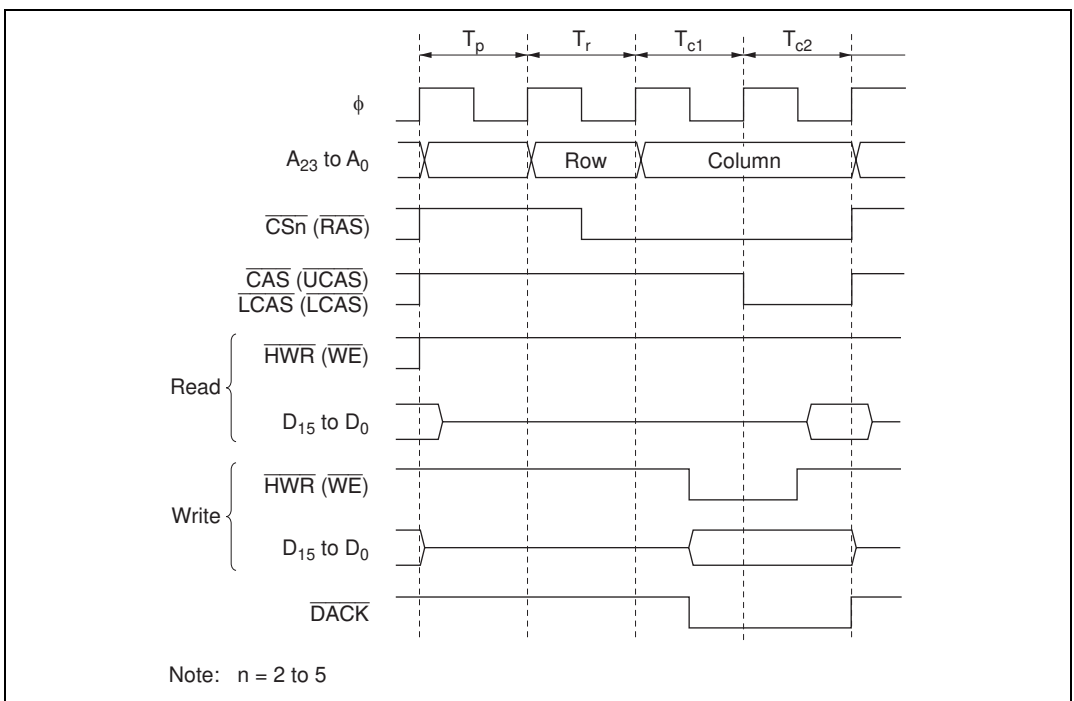 Tp Tr Tc1 Tc2
ϕ
A23 to A0 Row Column
CSn (RAS)
CAS (UCAS)
LCAS (LCAS)
HWR (WE)
Read
D15 to D0
HWR (WE)
Write
D15 to D0
DACK
Note: n = 2 to 5